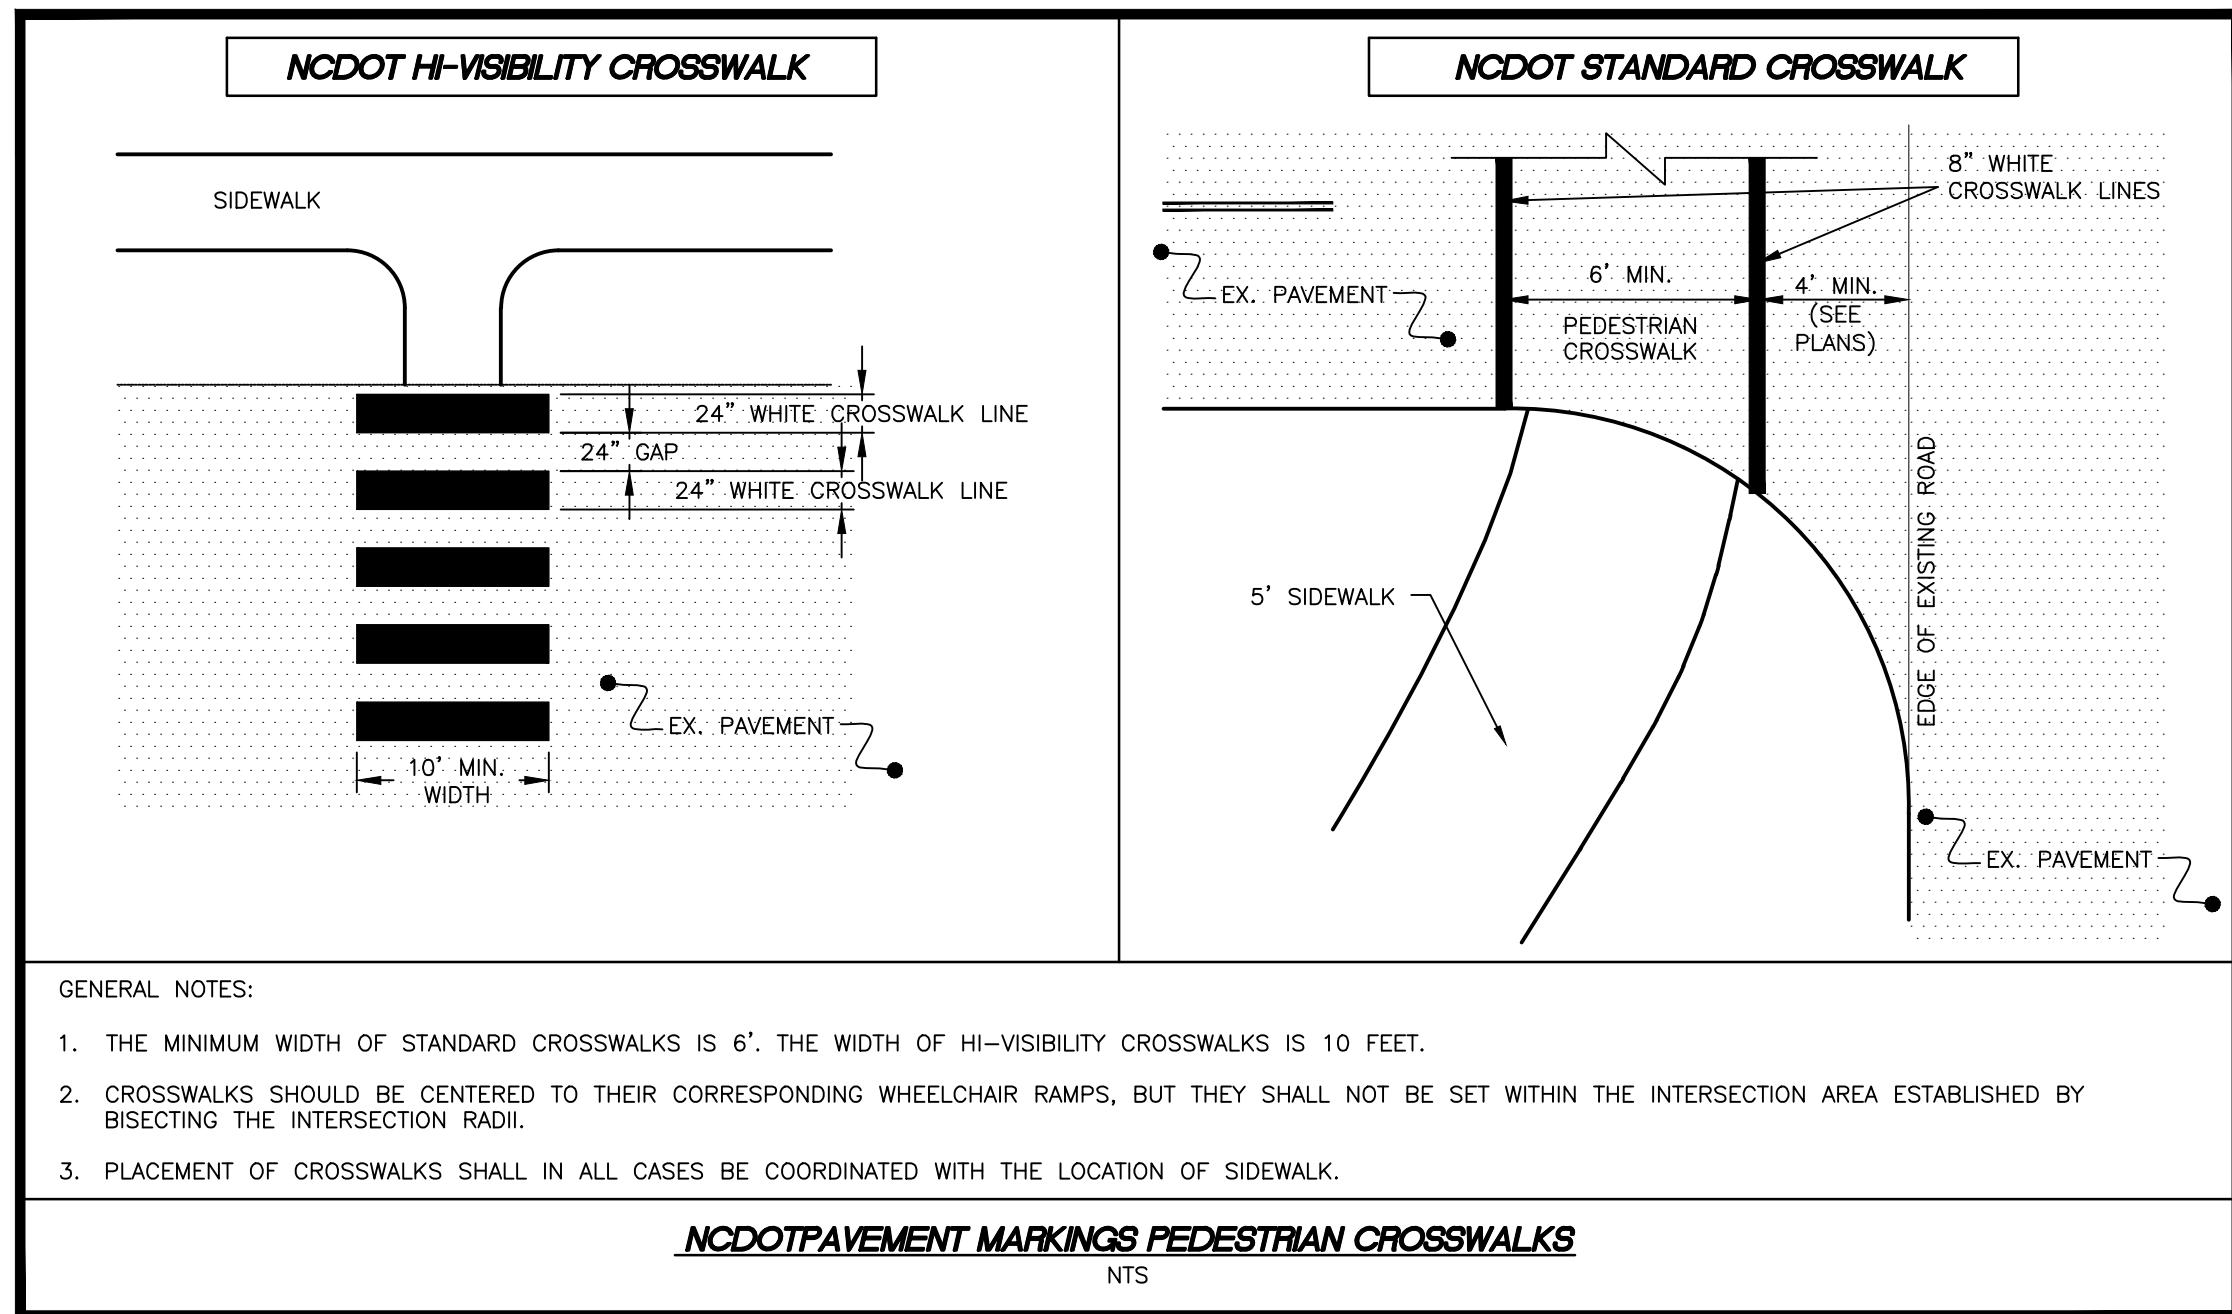 NCDOT HI-VISIBILITY CROSSWALK
SIDEWALK
24" WHITE CROSSWALK LINE
24" GAP
24" WHITE CROSSWALK LINE
EX. PAVEMENT
10' MIN.
WIDTH
NCDOT STANDARD CROSSWALK
8" WHITE
CROSSWALK LINES
6' MIN.
PEDESTRIAN
CROSSWALK
4' MIN.
(SEE
PLANS)
EX. PAVEMENT
5' SIDEWALK
EDGE OF EXISTING ROAD
EX. PAVEMENT
GENERAL NOTES:
1. THE MINIMUM WIDTH OF STANDARD CROSSWALKS IS 6'. THE WIDTH OF HI-VISIBILITY CROSSWALKS IS 10 FEET.
2. CROSSWALKS SHOULD BE CENTERED TO THEIR CORRESPONDING WHEELCHAIR RAMPS, BUT THEY SHALL NOT BE SET WITHIN THE INTERSECTION AREA ESTABLISHED BY
BISECTING THE INTERSECTION RADII.
3. PLACEMENT OF CROSSWALKS SHALL IN ALL CASES BE COORDINATED WITH THE LOCATION OF SIDEWALK.
NCDOTPAVEMENT MARKINGS PEDESTRIAN CROSSWALKS
NTS